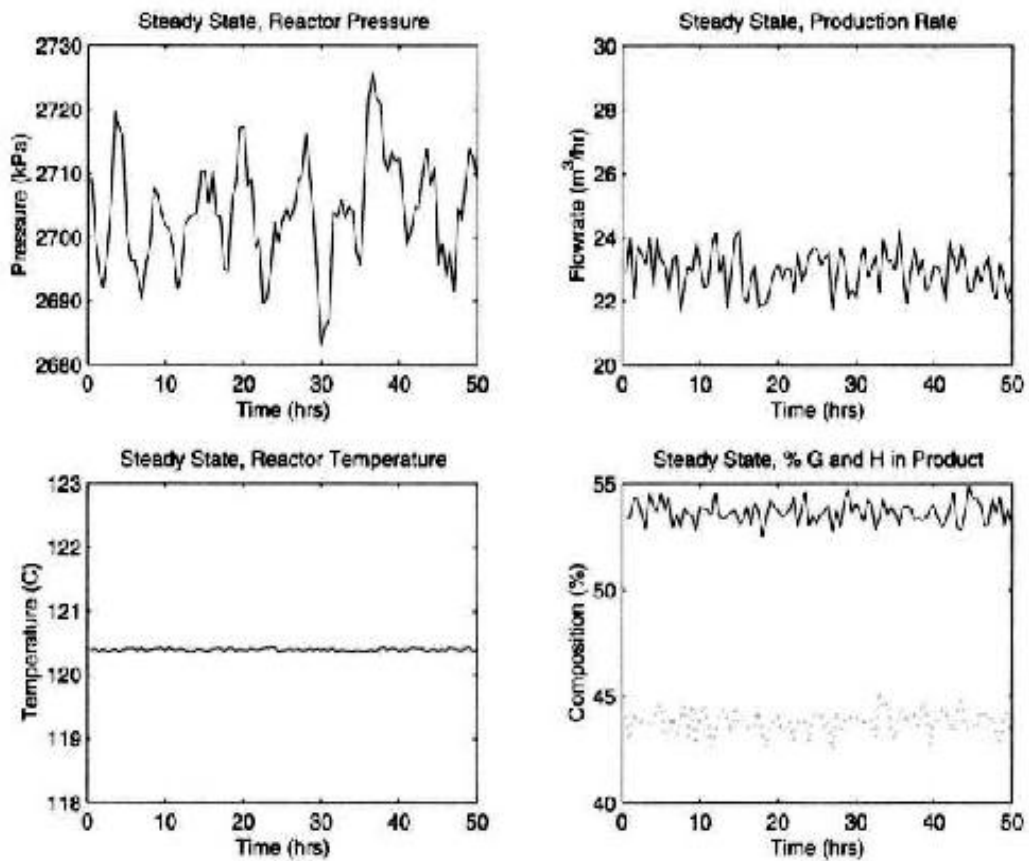 Steady State, Reactor Pressure
2730
2720
2710
2700
2690
2680
Pressure (kPa)
0 10 20 30 40 50
Time (hrs)
Steady State, Production Rate
30
28
26
24
22
20
Flowrate (m³/hr)
0 10 20 30 40 50
Time (hrs)
Steady State, Reactor Temperature
123
122
121
120
119
118
Temperature (C)
0 10 20 30 40 50
Time (hrs)
Steady State, % G and H in Product
55
50
45
40
Composition (%)
0 10 20 30 40 50
Time (hrs)